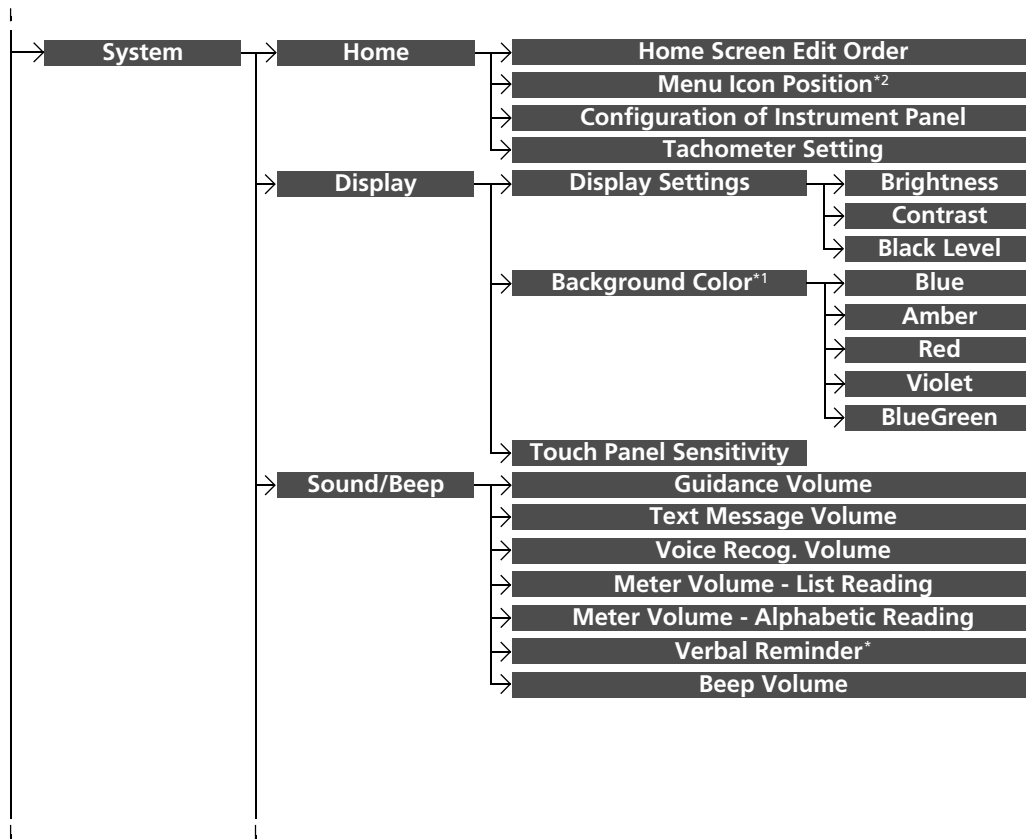 System
Home
Home Screen Edit Order
Menu Icon Position*2
Configuration of Instrument Panel
Tachometer Setting
Display
Display Settings
Brightness
Contrast
Black Level
Background Color*1
Blue
Amber
Red
Violet
BlueGreen
Touch Panel Sensitivity
Sound/Beep
Guidance Volume
Text Message Volume
Voice Recog. Volume
Meter Volume - List Reading
Meter Volume - Alphabetic Reading
Verbal Reminder*
Beep Volume